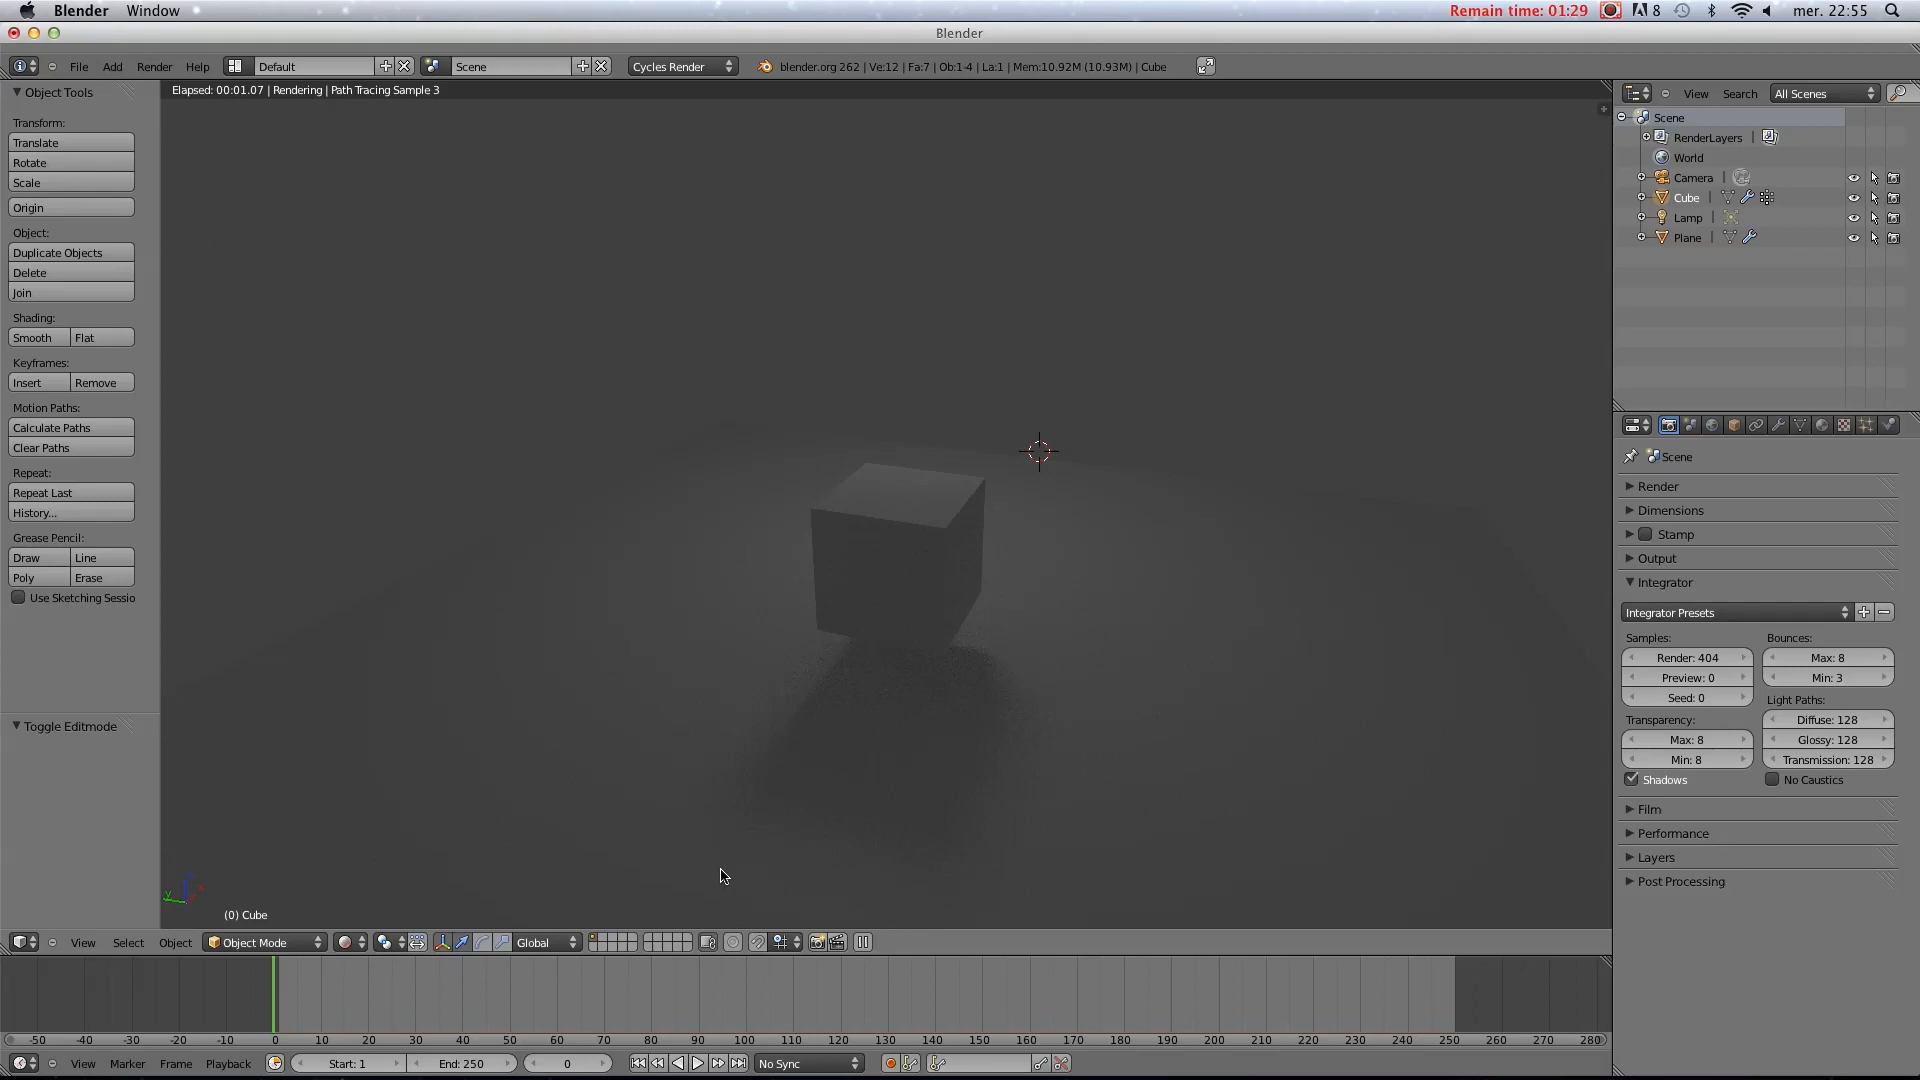 Blender Window Remain time: 01:29 8 mer. 22:55
Blender
File Add Render Help Default Scene Cycles Render blender.org 262 | Ve:12 | Fa:7 | Ob:1-4 | La:1 | Mem:10.92M (10.93M) | Cube
Elapsed: 00:01.07 | Rendering | Path Tracing Sample 3
Object Tools
Transform:
Translate
Rotate
Scale
Origin
Object:
Duplicate Objects
Delete
Join
Shading:
Smooth Flat
Keyframes:
Insert Remove
Motion Paths:
Calculate Paths
Clear Paths
Repeat:
Repeat Last
History...
Grease Pencil:
Draw Line
Poly Erase
Use Sketching Sessio
Toggle Editmode
y x
(0) Cube
View Select Object Object Mode Global
-50 -40 -30 -20 -10 0 10 20 30 40 50 60 70 80 90 100 110 120 130 140 150 160 170 180 190 200 210 220 230 240 250 260 270 280
View Marker Frame Playback Start: 1 End: 250 0 No Sync
View Search All Scenes
Scene
RenderLayers |
World
Camera |
Cube |
Lamp |
Plane |
Scene
Render
Dimensions
Stamp
Output
Integrator
Integrator Presets
Samples: Bounces:
Render: 404 Max: 8
Preview: 0 Min: 3
Seed: 0 Light Paths:
Transparency: Diffuse: 128
Max: 8 Glossy: 128
Min: 8 Transmission: 128
Shadows No Caustics
Film
Performance
Layers
Post Processing